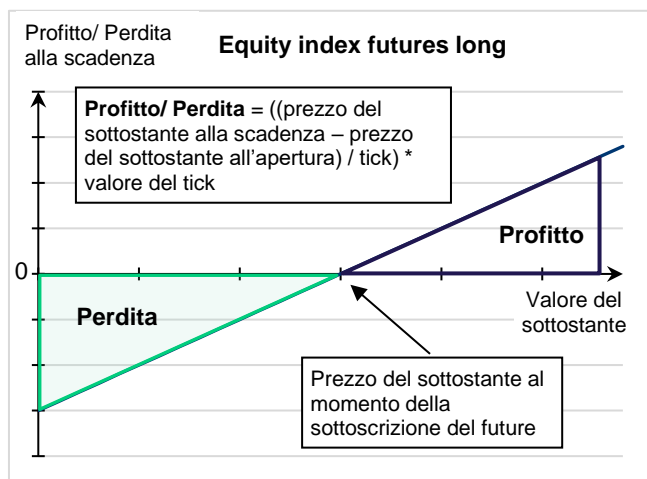 Profitto/ Perdita
alla scadenza
Equity index futures long
Profitto/ Perdita = ((prezzo del
sottostante alla scadenza – prezzo
del sottostante all'apertura) / tick) *
valore del tick
Profitto
0
Valore del
sottostante
Perdita
Prezzo del sottostante al
momento della
sottoscrizione del future